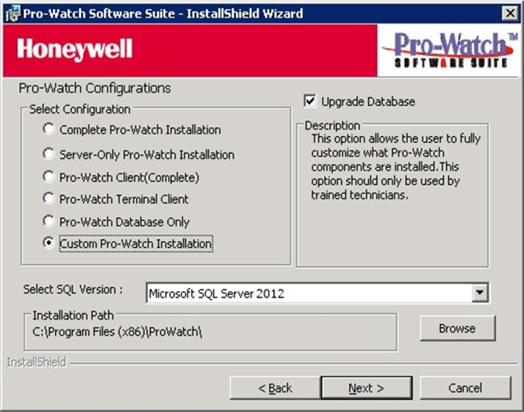 Pro-Watch Software Suite - InstallShield Wizard
Honeywell
Pro-Watch™
SOFTWARE SUITE
Pro-Watch Configurations
Select Configuration
Complete Pro-Watch Installation
Server-Only Pro-Watch Installation
Pro-Watch Client(Complete)
Pro-Watch Terminal Client
Pro-Watch Database Only
Custom Pro-Watch Installation
Upgrade Database
Description
This option allows the user to fully
customize what Pro-Watch
components are installed.This
option should only be used by
trained technicians.
Select SQL Version :
Microsoft SQL Server 2012
Installation Path
C:\Program Files (x86)\ProWatch\
Browse
InstallShield
< Back
Next >
Cancel